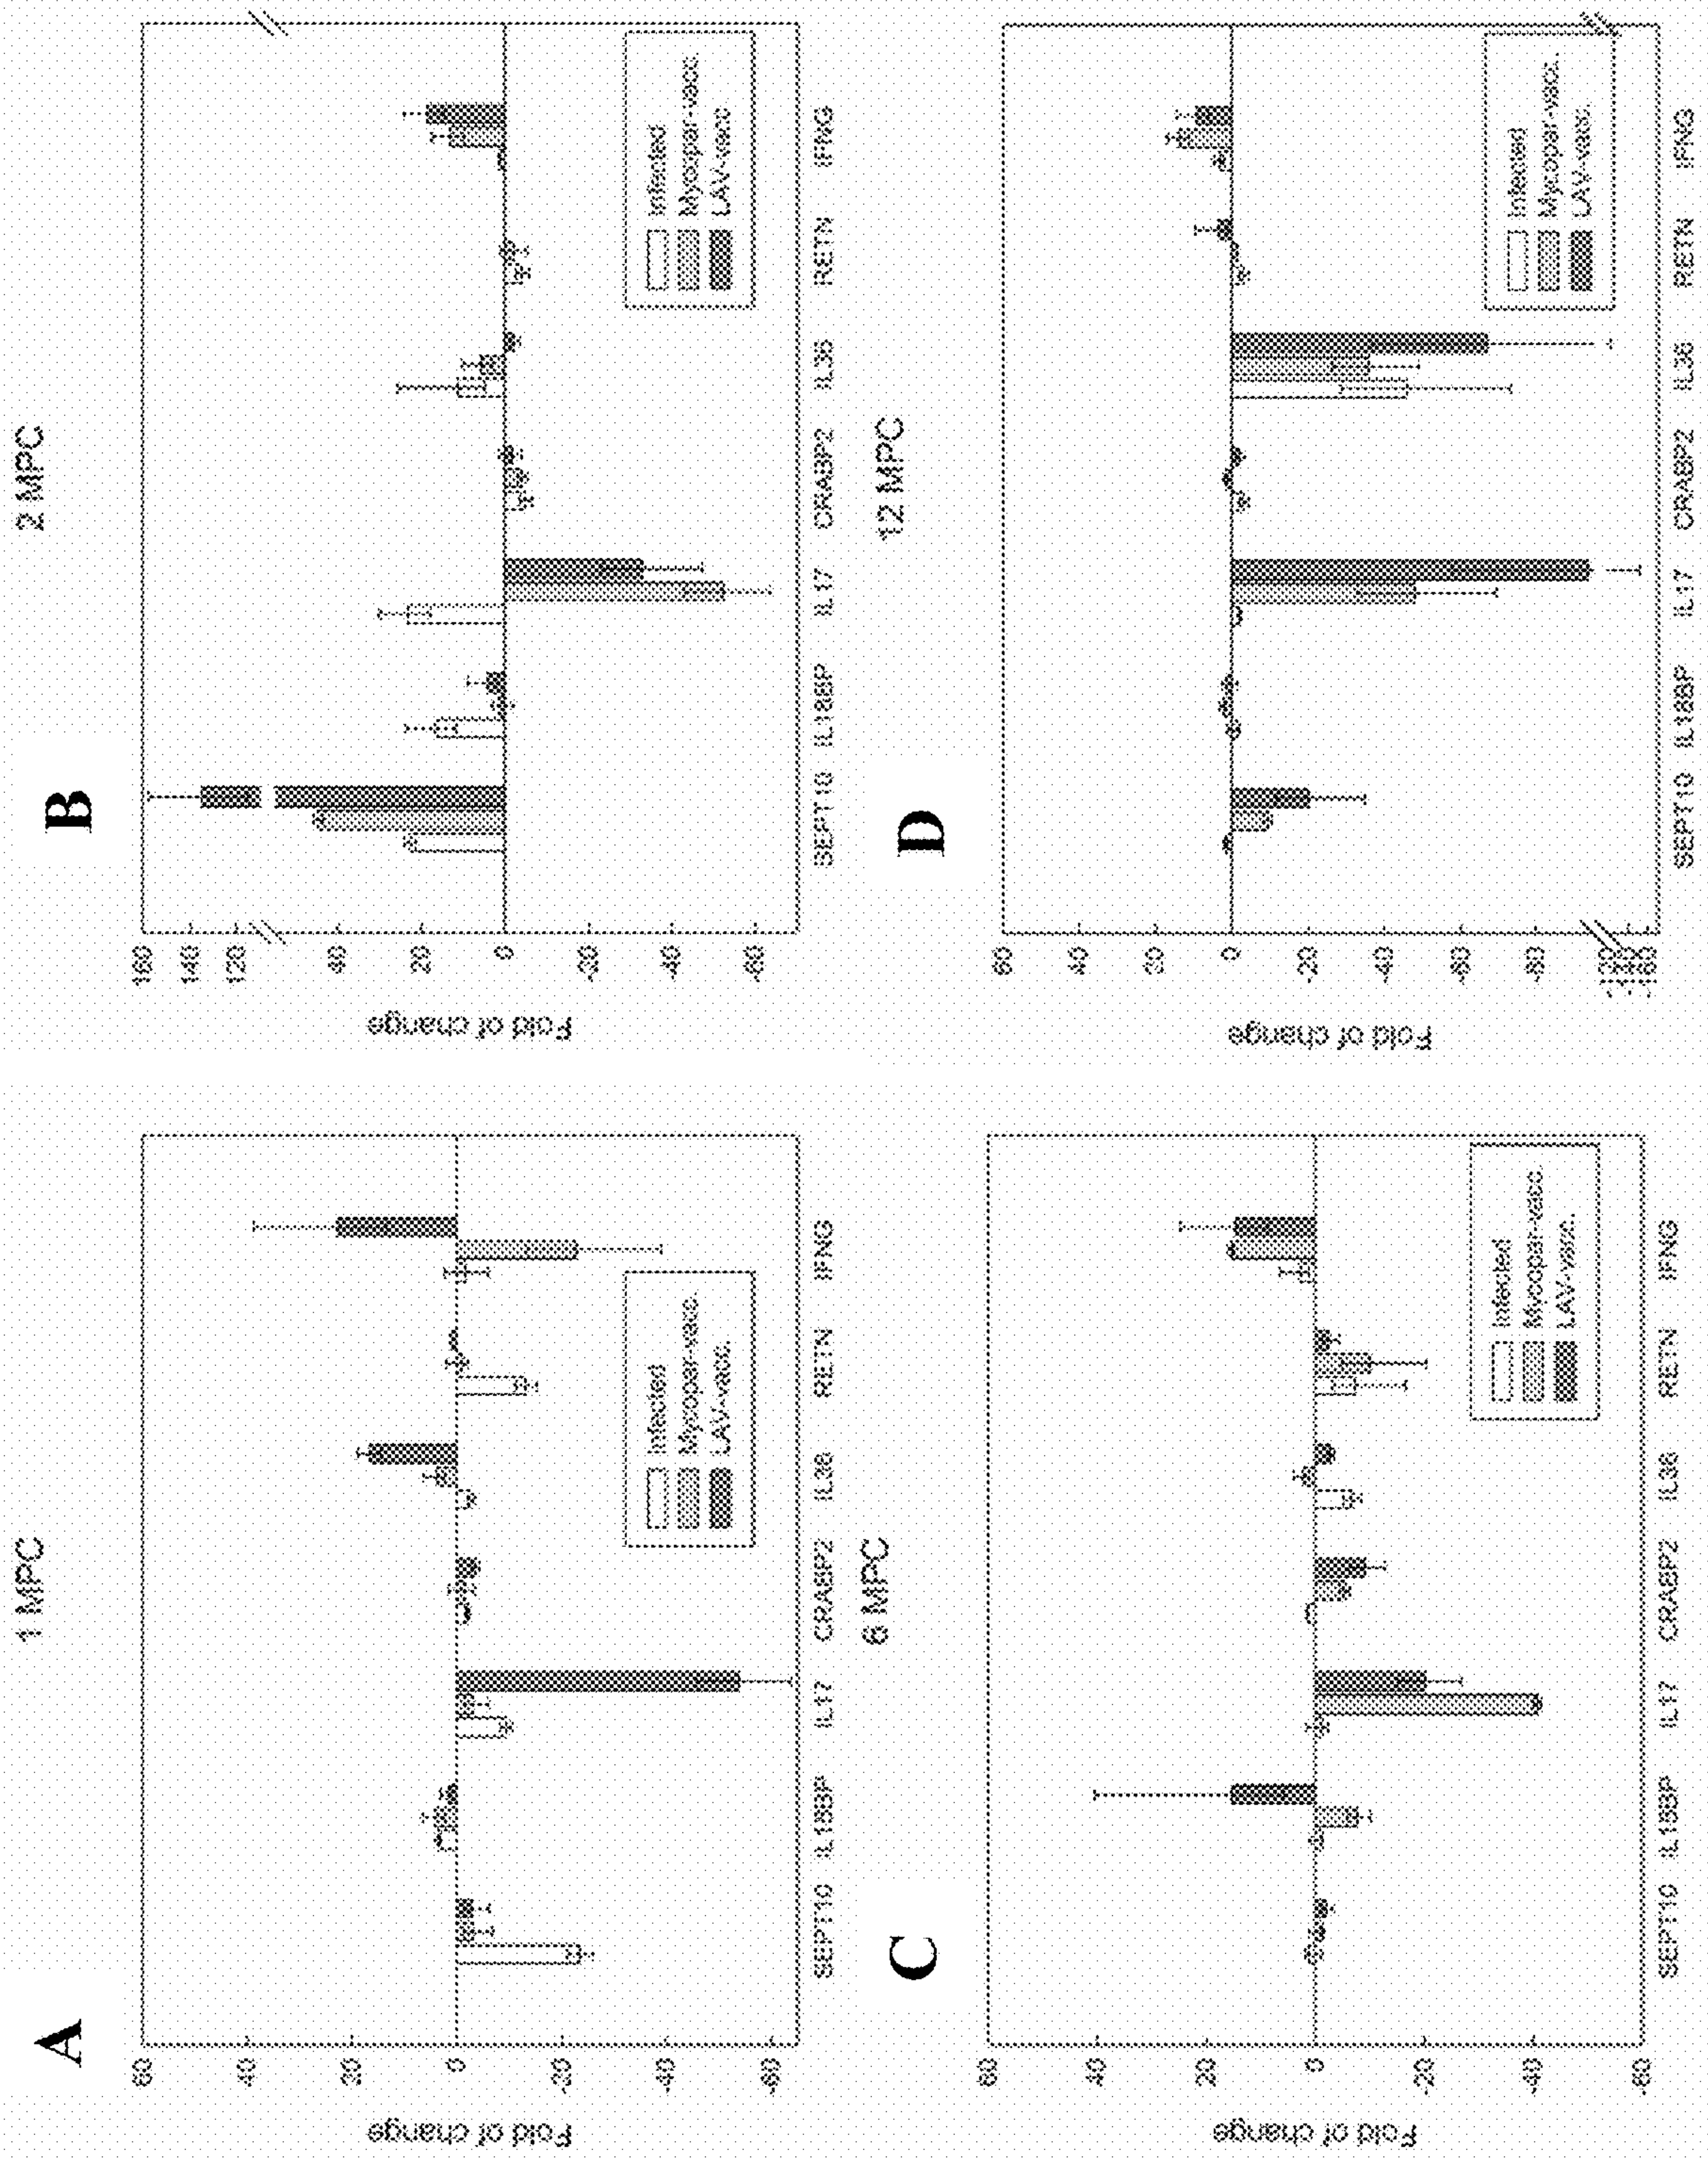 A
1 MPC
Fold of change
60
40
20
0
-20
-40
-60
SEPT10 IL18BP IL17 CRABP2 IL36 RETN IFNG
Infected
Mycopar-vacc.
LAV-vacc.
B
2 MPC
Fold of change
160
140
120
40
20
0
-20
-40
-60
SEPT10 IL18BP IL17 CRABP2 IL36 RETN IFNG
Infected
Mycopar-vacc.
LAV-vacc
C
6 MPC
Fold of change
60
40
20
0
-20
-40
-60
SEPT10 IL18BP IL17 CRABP2 IL36 RETN IFNG
Infected
Mycopar-vacc
LAV-vacc.
D
12 MPC
Fold of change
60
40
20
0
-20
-40
-60
-80
SEPT10 IL18BP IL17 CRABP2 IL36 RETN IFNG
Infected
Mycopar-vacc.
LAV-vacc.